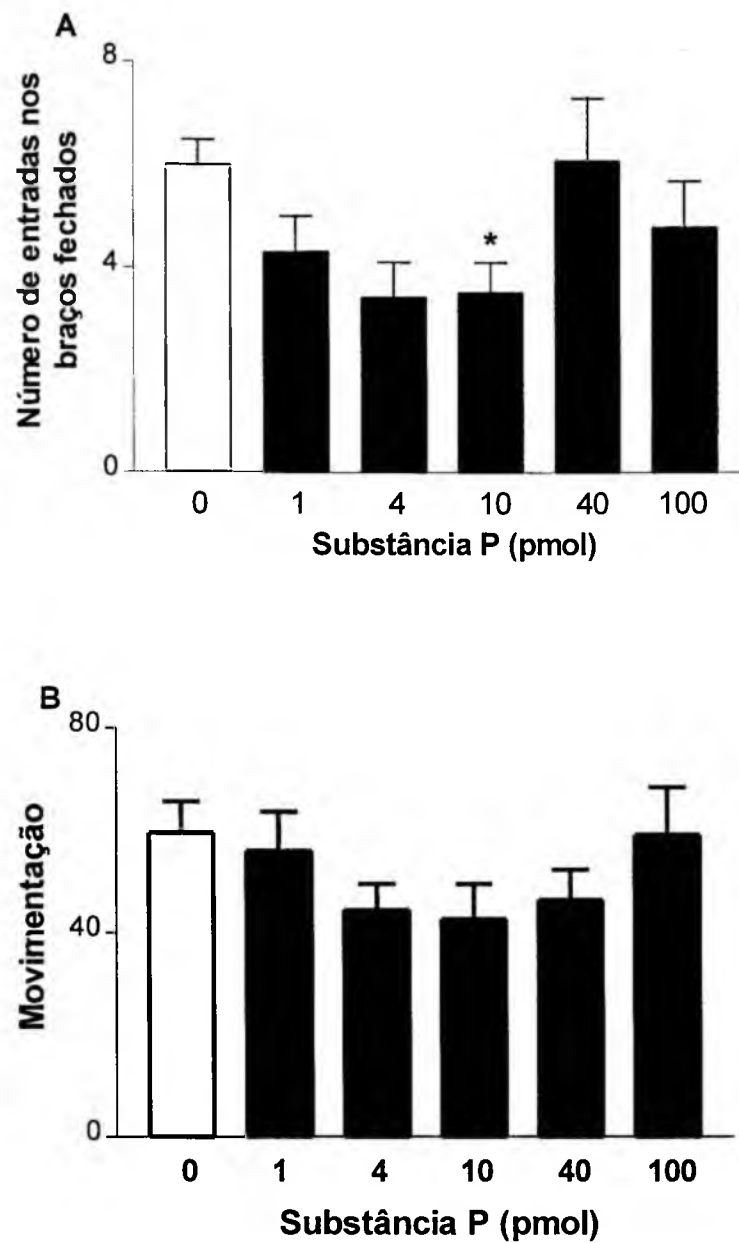 A
Número de entradas nos
braços fechados
8
4
0
*
0 1 4 10 40 100
Substância P (pmol)
B
Movimentação
80
40
0
0 1 4 10 40 100
Substância P (pmol)